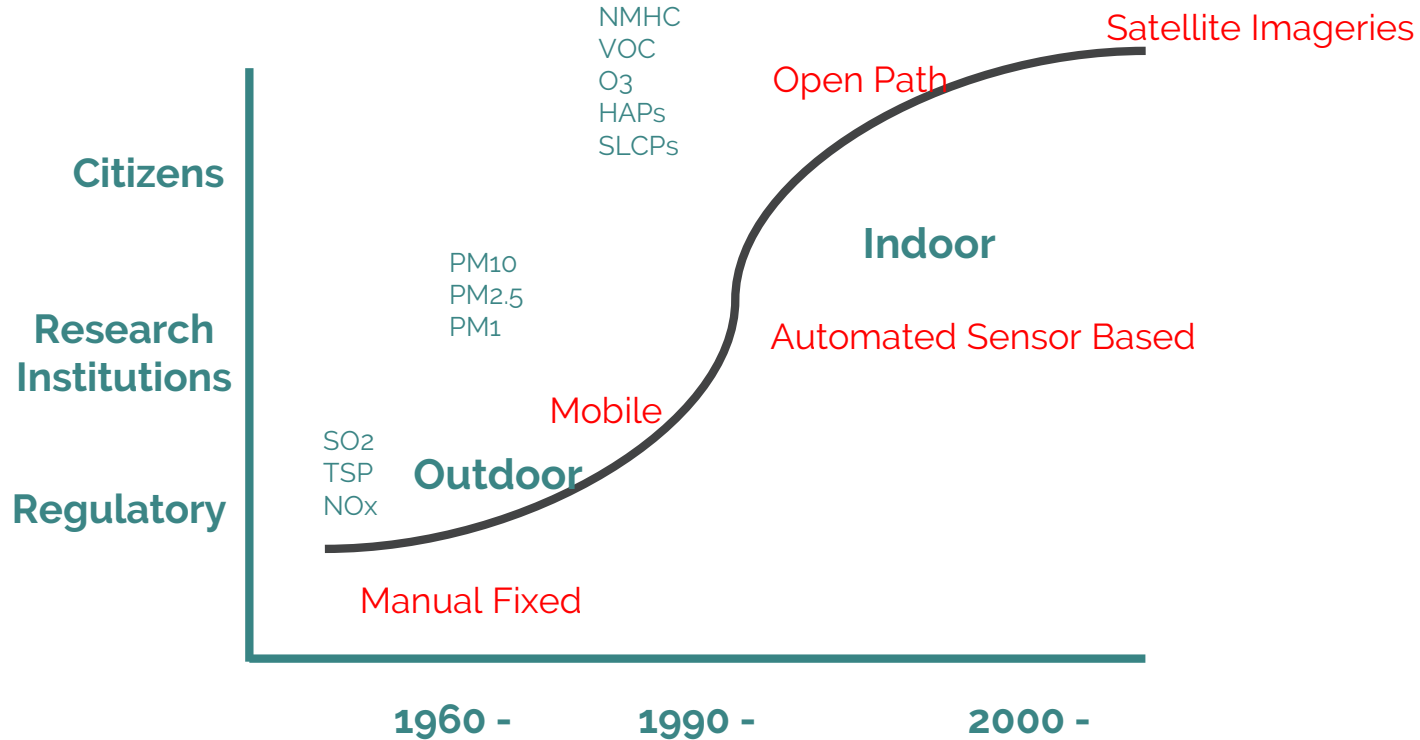 NMHC
VOC
O3
HAPs
SLCPs
Satellite Imageries
Open Path
Citizens
Indoor
PM10
PM2.5
PM1
Research
Institutions
Automated Sensor Based
Mobile
SO2
TSP
NOx
Outdoor
Regulatory
Manual Fixed
1960 -
1990 -
2000 -